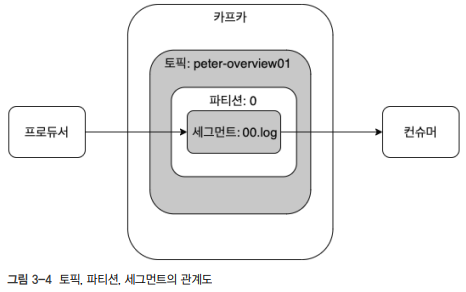 카프카
토픽: peter-overview01
파티션: 0
프로듀서
세그먼트: 00.log
컨슈머
그림 3-4 토픽, 파티션, 세그먼트의 관계도